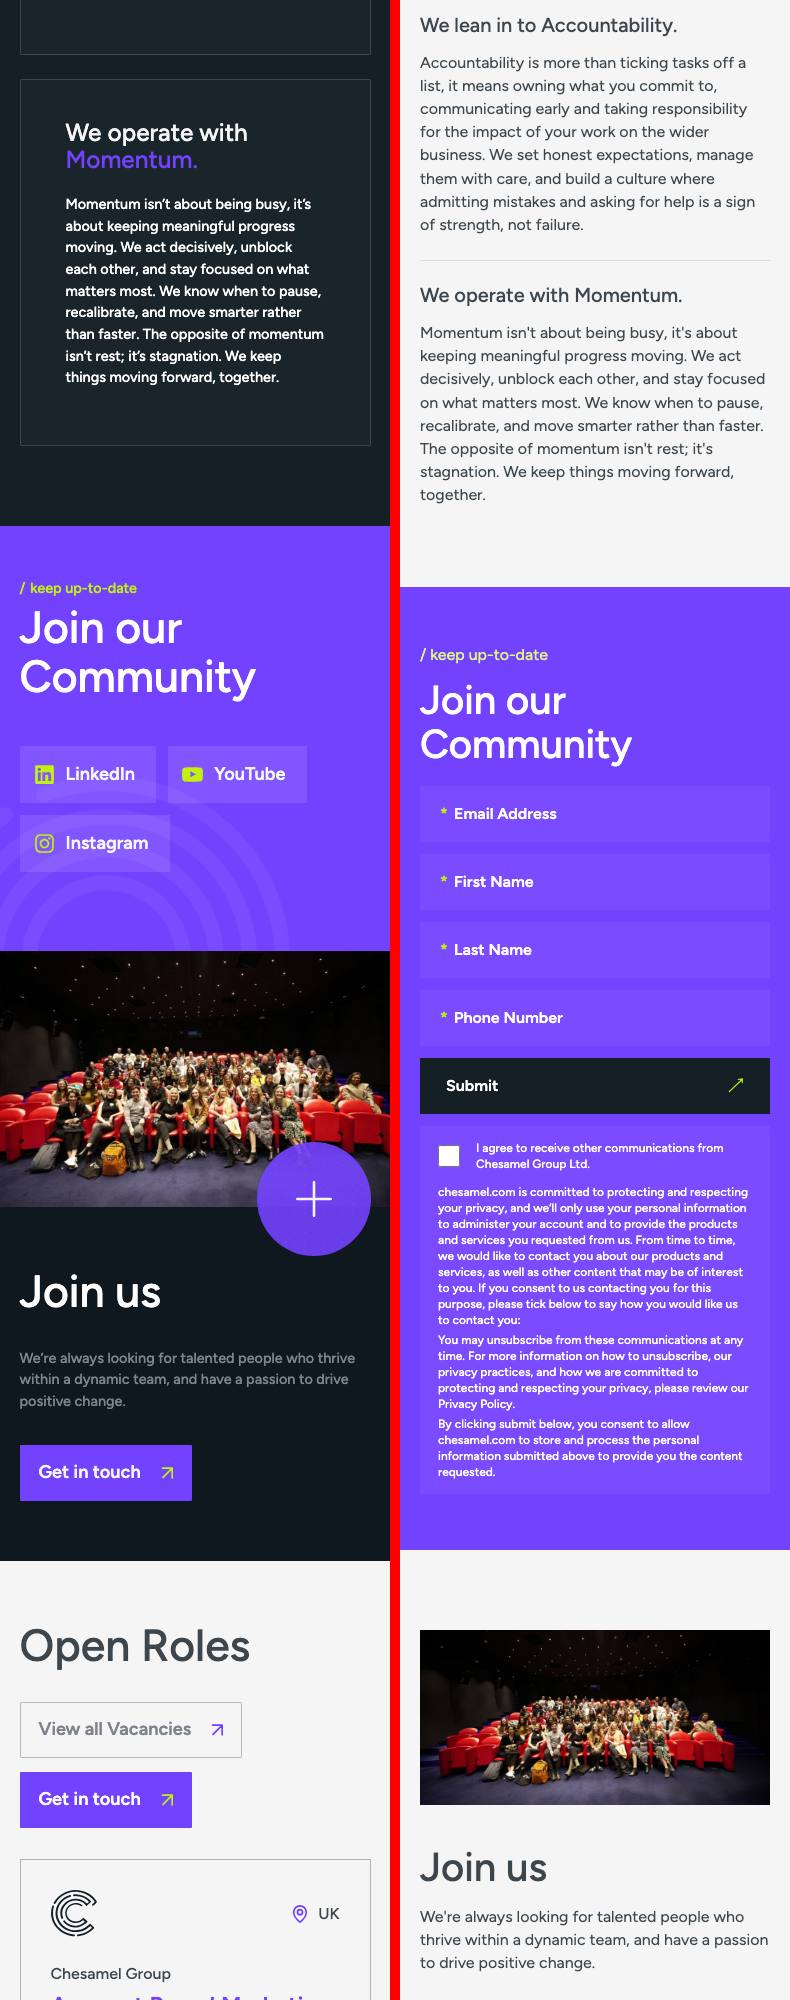 We operate with
Momentum.
Momentum isn’t about being busy, it’s
about keeping meaningful progress
moving. We act decisively, unblock
each other, and stay focused on what
matters most. We know when to pause,
recalibrate, and move smarter rather
than faster. The opposite of momentum
isn’t rest; it’s stagnation. We keep
things moving forward, together.
/ keep up-to-date
Join our
Community
LinkedIn
YouTube
Instagram
Join us
We’re always looking for talented people who thrive
within a dynamic team, and have a passion to drive
positive change.
Get in touch
Open Roles
View all Vacancies
Get in touch
UK
Chesamel Group
We lean in to Accountability.
Accountability is more than ticking tasks off a
list, it means owning what you commit to,
communicating early and taking responsibility
for the impact of your work on the wider
business. We set honest expectations, manage
them with care, and build a culture where
admitting mistakes and asking for help is a sign
of strength, not failure.
We operate with Momentum.
Momentum isn't about being busy, it's about
keeping meaningful progress moving. We act
decisively, unblock each other, and stay focused
on what matters most. We know when to pause,
recalibrate, and move smarter rather than faster.
The opposite of momentum isn't rest; it's
stagnation. We keep things moving forward,
together.
/ keep up-to-date
Join our
Community
* Email Address
* First Name
* Last Name
* Phone Number
Submit
I agree to receive other communications from
Chesamel Group Ltd.
chesamel.com is committed to protecting and respecting
your privacy, and we’ll only use your personal information
to administer your account and to provide the products
and services you requested from us. From time to time,
we would like to contact you about our products and
services, as well as other content that may be of interest
to you. If you consent to us contacting you for this
purpose, please tick below to say how you would like us
to contact you:
You may unsubscribe from these communications at any
time. For more information on how to unsubscribe, our
privacy practices, and how we are committed to
protecting and respecting your privacy, please review our
Privacy Policy.
By clicking submit below, you consent to allow
chesamel.com to store and process the personal
information submitted above to provide you the content
requested.
Join us
We're always looking for talented people who
thrive within a dynamic team, and have a passion
to drive positive change.